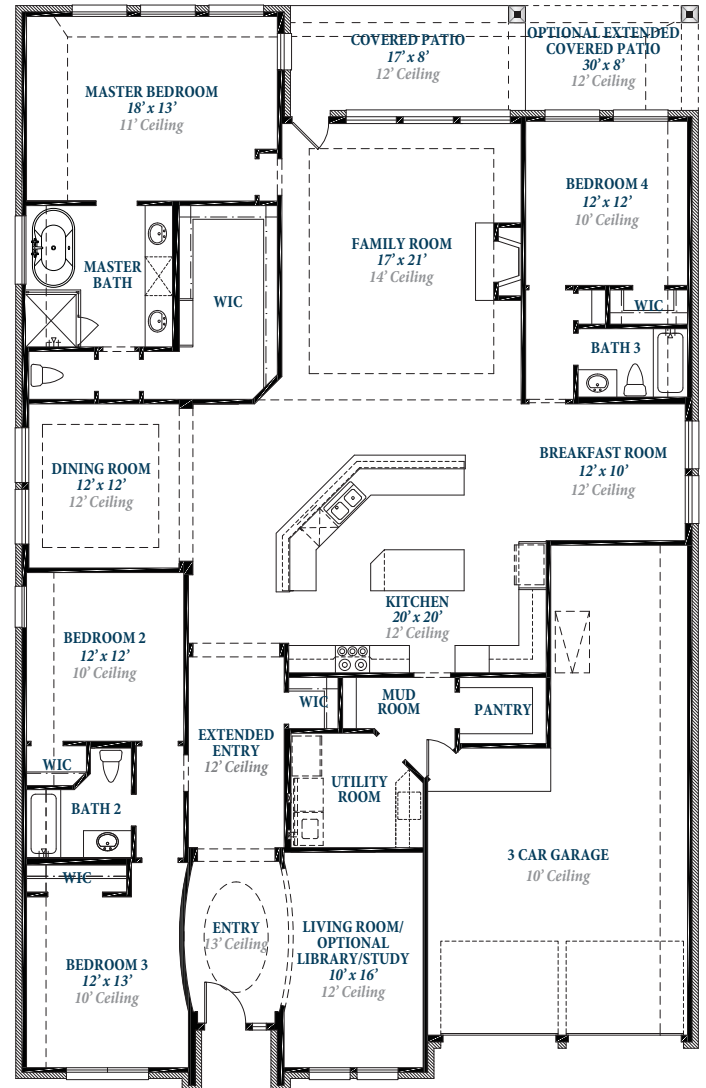 COVERED PATIO
17' x 8'
12' Ceiling
OPTIONAL EXTENDED
COVERED PATIO
30' x 8'
12' Ceiling
MASTER BEDROOM
18' x 13'
11' Ceiling
BEDROOM 4
12' x 12'
10' Ceiling
FAMILY ROOM
17' x 21'
14' Ceiling
MASTER
BATH
WIC
WIC
BATH 3
DINING ROOM
12' x 12'
12' Ceiling
BREAKFAST ROOM
12' x 10'
12' Ceiling
KITCHEN
20' x 20'
12' Ceiling
BEDROOM 2
12' x 12'
10' Ceiling
WIC
MUD
ROOM
PANTRY
EXTENDED
ENTRY
12' Ceiling
WIC
UTILITY
ROOM
BATH 2
3 CAR GARAGE
10' Ceiling
WIC
ENTRY
13' Ceiling
LIVING ROOM/
OPTIONAL
LIBRARY/STUDY
10' x 16'
12' Ceiling
BEDROOM 3
12' x 13'
10' Ceiling